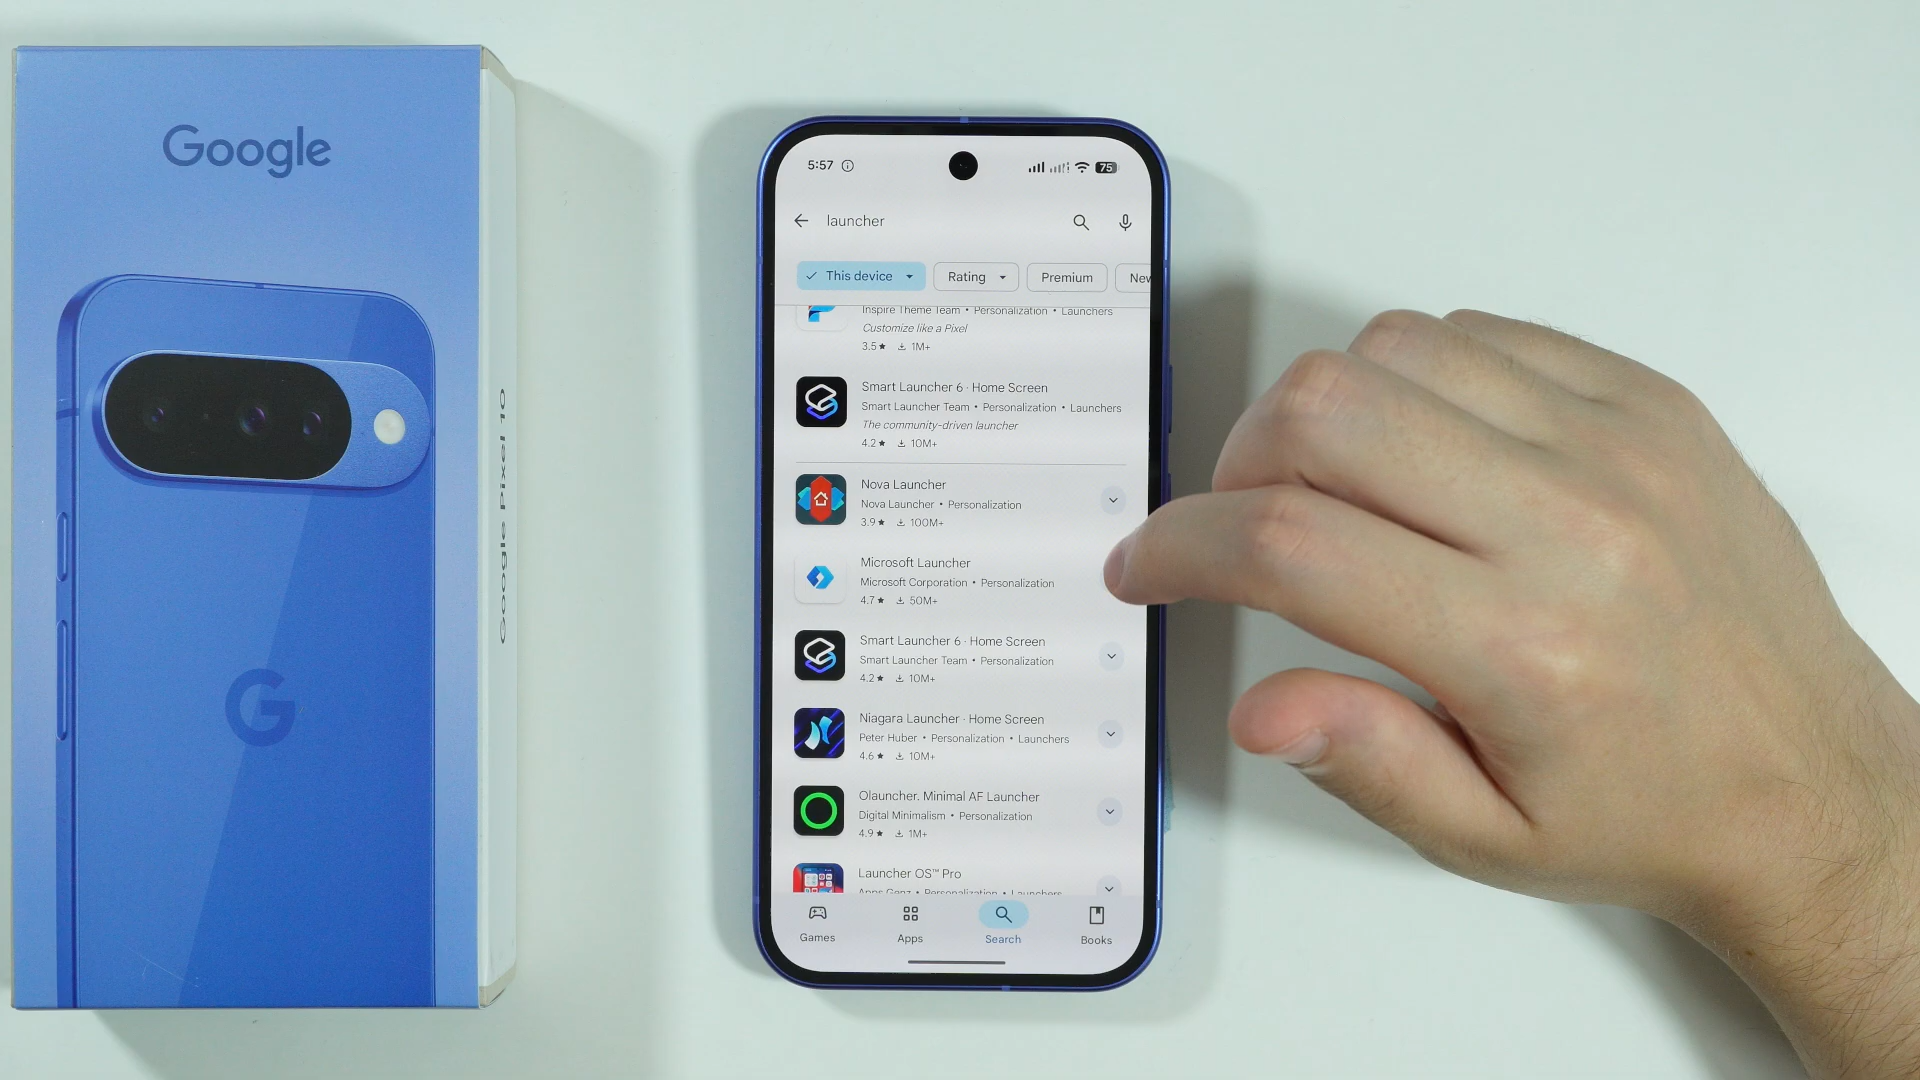 Google
Google Pixel 10
5:57
75
launcher
This device
Rating
Premium
New
Inspire Theme Team • Personalization • Launchers
Customize like a Pixel
3.5★ 1M+
Smart Launcher 6 · Home Screen
Smart Launcher Team • Personalization • Launchers
The community-driven launcher
4.2★ 10M+
Nova Launcher
Nova Launcher • Personalization
3.9★ 100M+
Microsoft Launcher
Microsoft Corporation • Personalization
4.7★ 50M+
Smart Launcher 6 · Home Screen
Smart Launcher Team • Personalization
4.2★ 10M+
Niagara Launcher · Home Screen
Peter Huber • Personalization • Launchers
4.6★ 10M+
Olauncher. Minimal AF Launcher
Digital Minimalism • Personalization
4.9★ 1M+
Launcher OS™ Pro
Apps Genz • Personalization • Launchers
Games
Apps
Search
Books